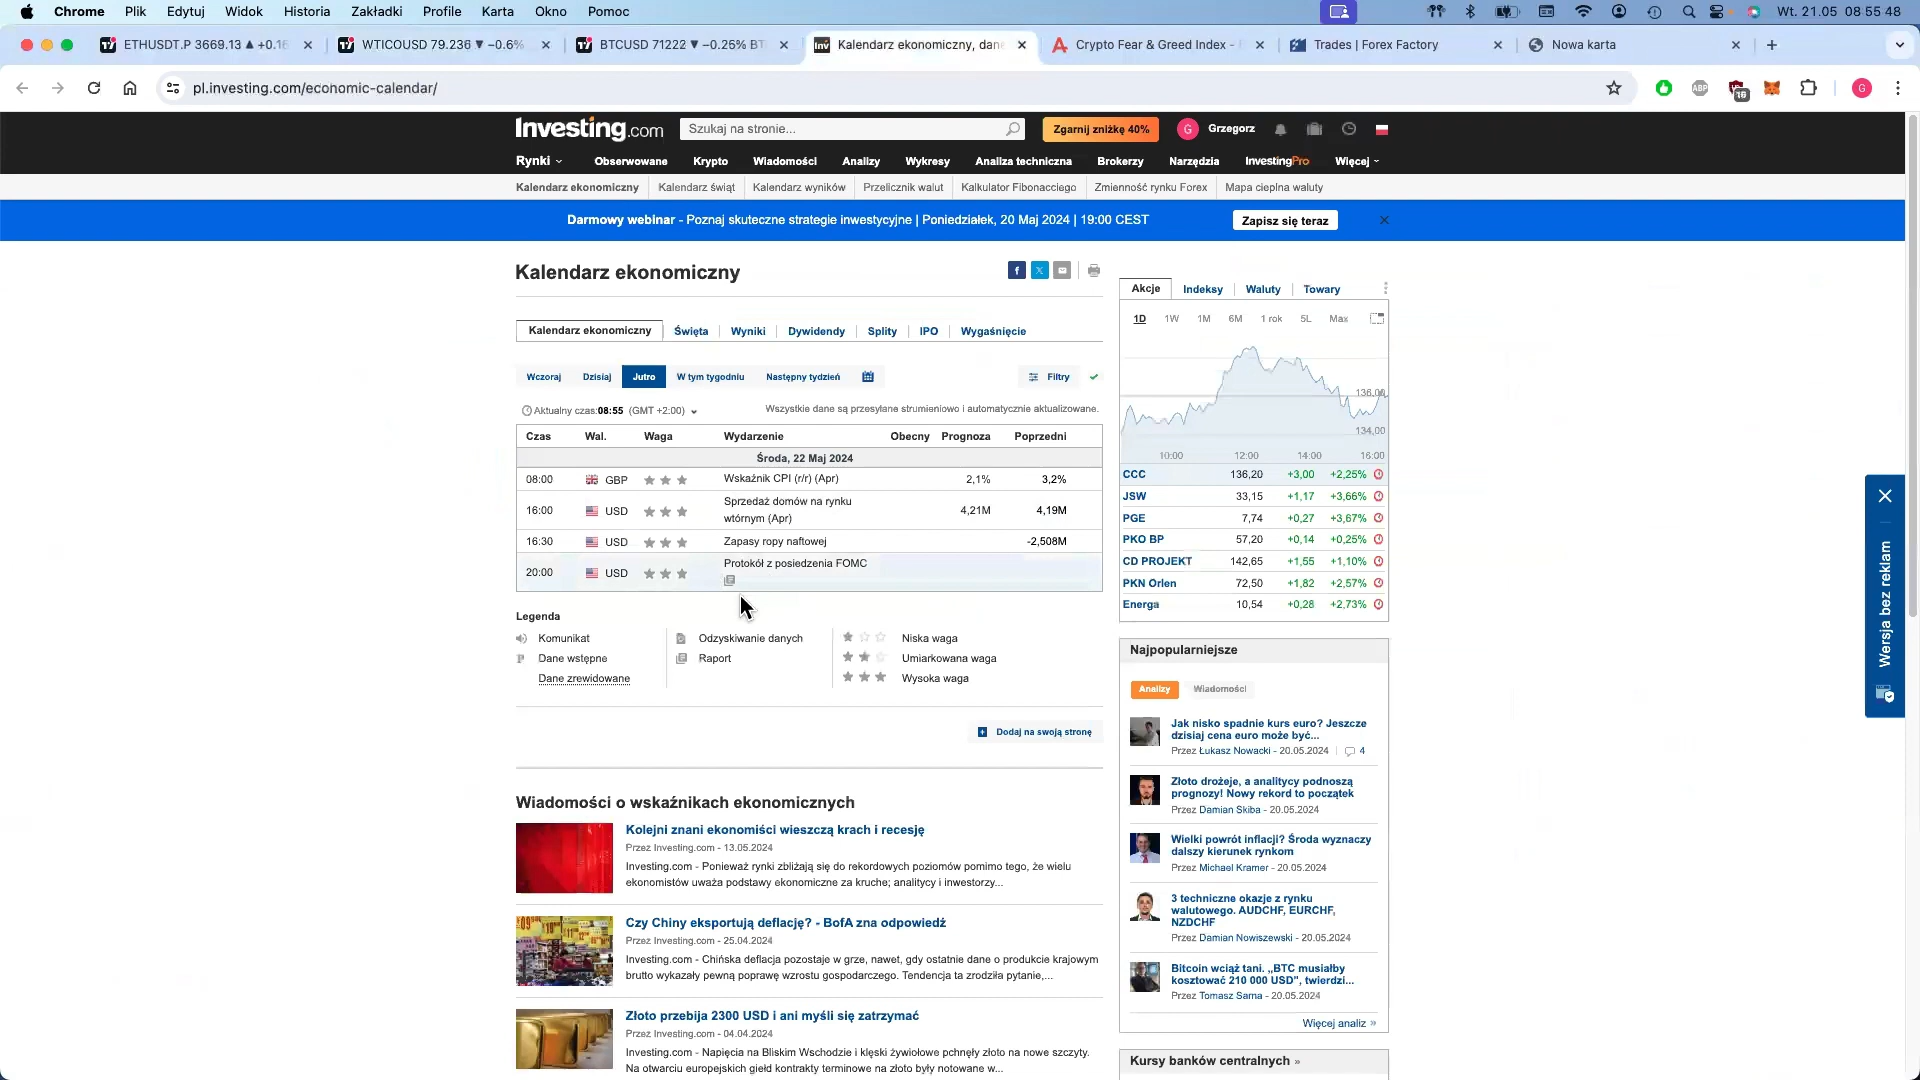 Chrome Plik Edytuj Widok Historia Zakładki Profile Karta Okno Pomoc Wt. 21.05 08 55 48
ETHUSDT.P 3669.13 ▲ +0.16 WTICOUSD 79.236 ▼ −0.6% BTCUSD 71222 ▼ −0.25% BT Kalendarz ekonomiczny, dane Crypto Fear & Greed Index - Trades | Forex Factory Nowa karta
pl.investing.com/economic-calendar/
Investing.com Szukaj na stronie... Zgarnij zniżkę 40% G Grzegorz
Rynki Obserwowane Krypto Wiadomości Analizy Wykresy Analiza techniczna Brokerzy Narzędzia InvestingPro Więcej
Kalendarz ekonomiczny Kalendarz świąt Kalendarz wyników Przelicznik walut Kalkulator Fibonacciego Zmienność rynku Forex Mapa cieplna waluty
Darmowy webinar - Poznaj skuteczne strategie inwestycyjne | Poniedziałek, 20 Maj 2024 | 19:00 CEST Zapisz się teraz
Kalendarz ekonomiczny
Kalendarz ekonomiczny Święta Wyniki Dywidendy Splity IPO Wygaśnięcie
Wczoraj Dzisiaj Jutro W tym tygodniu Następny tydzień Filtry
Aktualny czas:08:55 (GMT +2:00) Wszystkie dane są przesyłane strumieniowo i automatycznie aktualizowane.
Czas Wal. Waga Wydarzenie Obecny Prognoza Poprzedni
Środa, 22 Maj 2024
08:00 GBP Wskaźnik CPI (r/r) (Apr) 2,1% 3,2%
16:00 USD Sprzedaż domów na rynku wtórnym (Apr) 4,21M 4,19M
16:30 USD Zapasy ropy naftowej -2,508M
20:00 USD Protokół z posiedzenia FOMC
Legenda
Komunikat Odzyskiwanie danych Niska waga
Dane wstępne Raport Umiarkowana waga
Dane zrewidowane Wysoka waga
Dodaj na swoją stronę
Wiadomości o wskaźnikach ekonomicznych
Kolejni znani ekonomiści wieszczą krach i recesję
Przez Investing.com - 13.05.2024
Investing.com - Ponieważ rynki zbliżają się do rekordowych poziomów pomimo tego, że wielu
ekonomistów uważa podstawy ekonomiczne za kruche; analitycy i inwestorzy...
Czy Chiny eksportują deflację? - BofA zna odpowiedź
Przez Investing.com - 25.04.2024
Investing.com - Chińska deflacja pozostaje w grze, nawet, gdy ostatnie dane o produkcie krajowym
brutto wykazały pewną poprawę wzrostu gospodarczego. Tendencja ta zrodziła pytanie,...
Złoto przebija 2300 USD i ani myśli się zatrzymać
Przez Investing.com - 04.04.2024
Investing.com - Napięcia na Bliskim Wschodzie i klęski żywiołowe pchnęły złoto na nowe szczyty.
Na otwarciu europejskich giełd kontrakty terminowe na złoto były notowane w...
Akcje Indeksy Waluty Towary
1D 1W 1M 6M 1 rok 5L Max
136,00
134,00
10:00 12:00 14:00 16:00
CCC 136,20 +3,00 +2,25%
JSW 33,15 +1,17 +3,66%
PGE 7,74 +0,27 +3,67%
PKO BP 57,20 +0,14 +0,25%
CD PROJEKT 142,65 +1,55 +1,10%
PKN Orlen 72,50 +1,82 +2,57%
Energa 10,54 +0,28 +2,73%
Najpopularniejsze
Analizy Wiadomości
Jak nisko spadnie kurs euro? Jeszcze
dzisiaj cena euro może być...
Przez Łukasz Nowacki - 20.05.2024 4
Złoto drożeje, a analitycy podnoszą
prognozy! Nowy rekord to początek
Przez Damian Skiba - 20.05.2024
Wielki powrót inflacji? Środa wyznaczy
dalszy kierunek rynkom
Przez Michael Kramer - 20.05.2024
3 techniczne okazje z rynku
walutowego. AUDCHF, EURCHF,
NZDCHF
Przez Damian Nowiszewski - 20.05.2024
Bitcoin wciąż tani. „BTC musiałby
kosztować 210 000 USD", twierdzi...
Przez Tomasz Sarna - 20.05.2024
Więcej analiz »
Kursy banków centralnych »
Wersja bez reklam